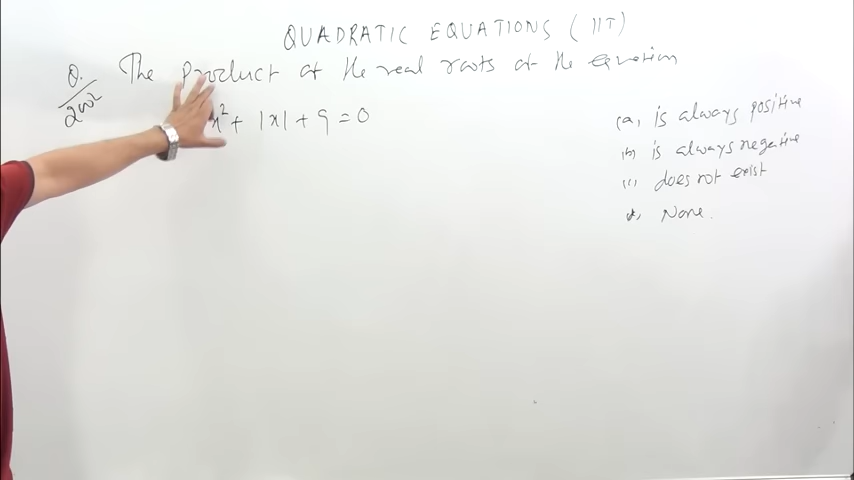 QUADRATIC EQUATIONS (IIT)
Q. The Product of the real roots of the equation
2002
x² + |x| + 9 = 0
(a) is always positive
(b) is always negative
(c) does not exist
d) None.